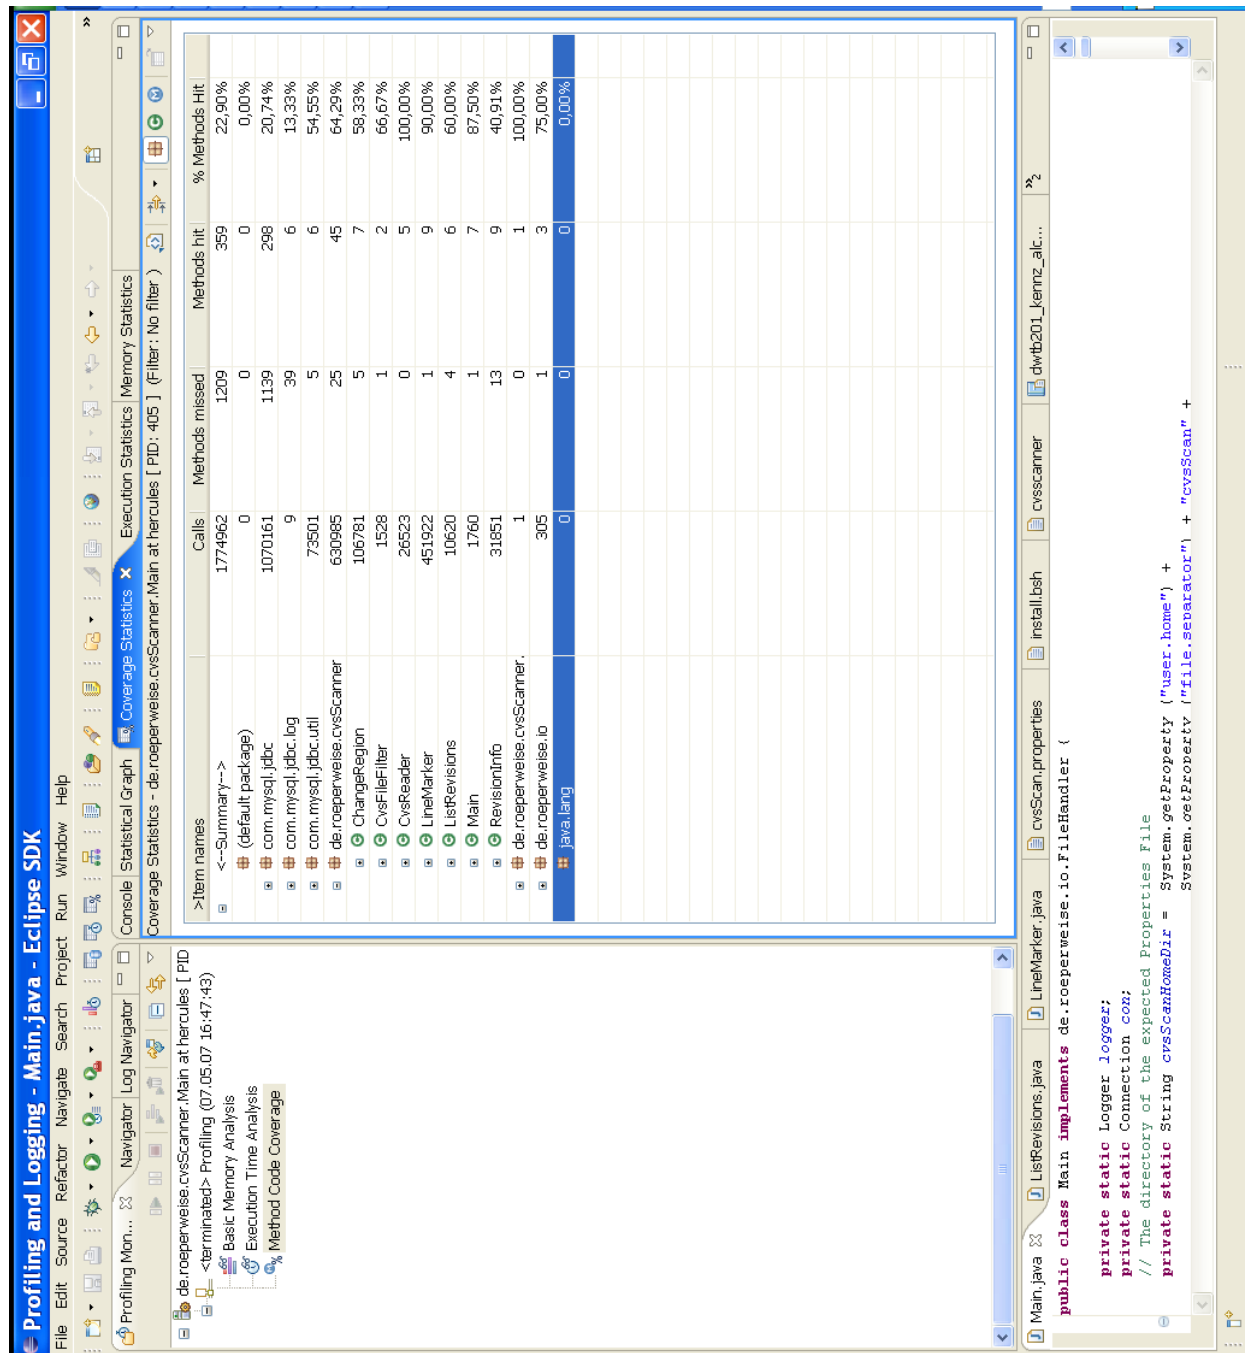 Profiling and Logging - Main.java - Eclipse SDK
File Edit Source Refactor Navigate Search Project Run Window Help
»
Profiling Mon... Navigator Log Navigator
de.roeperweise.cvsScanner.Main at hercules [ PID
<terminated> Profiling (07.05.07 16:47:43)
Basic Memory Analysis
Execution Time Analysis
Method Code Coverage
Console Statistical Graph Coverage Statistics Execution Statistics Memory Statistics
Coverage Statistics - de.roeperweise.cvsScanner.Main at hercules [ PID: 405 ] (Filter: No filter )
>Item names Calls Methods missed Methods hit % Methods Hit
<--Summary--> 1774962 1209 359 22,90%
(default package) 0 0 0 0,00%
com.mysql.jdbc 1070161 1139 298 20,74%
com.mysql.jdbc.log 9 39 6 13,33%
com.mysql.jdbc.util 73501 5 6 54,55%
de.roeperweise.cvsScanner 630985 25 45 64,29%
ChangeRegion 106781 5 7 58,33%
CvsFileFilter 1528 1 2 66,67%
CvsReader 26523 0 5 100,00%
LineMarker 451922 1 9 90,00%
ListRevisions 10620 4 6 60,00%
Main 1760 1 7 87,50%
RevisionInfo 31851 13 9 40,91%
de.roeperweise.cvsScanner. 1 0 1 100,00%
de.roeperweise.io 305 1 3 75,00%
java.lang 0 0 0 0,00%
Main.java ListRevisions.java LineMarker.java cvsScan.properties install.bsh cvsscanner dwtb201_kennz_alc... »2
public class Main implements de.roeperweise.io.FileHandler {
private static Logger logger;
private static Connection con;
// The directory of the expected Properties File
private static String cvsScanHomeDir = System.getProperty ("user.home") +
System.getProperty ("file.separator") + "cvsScan" +